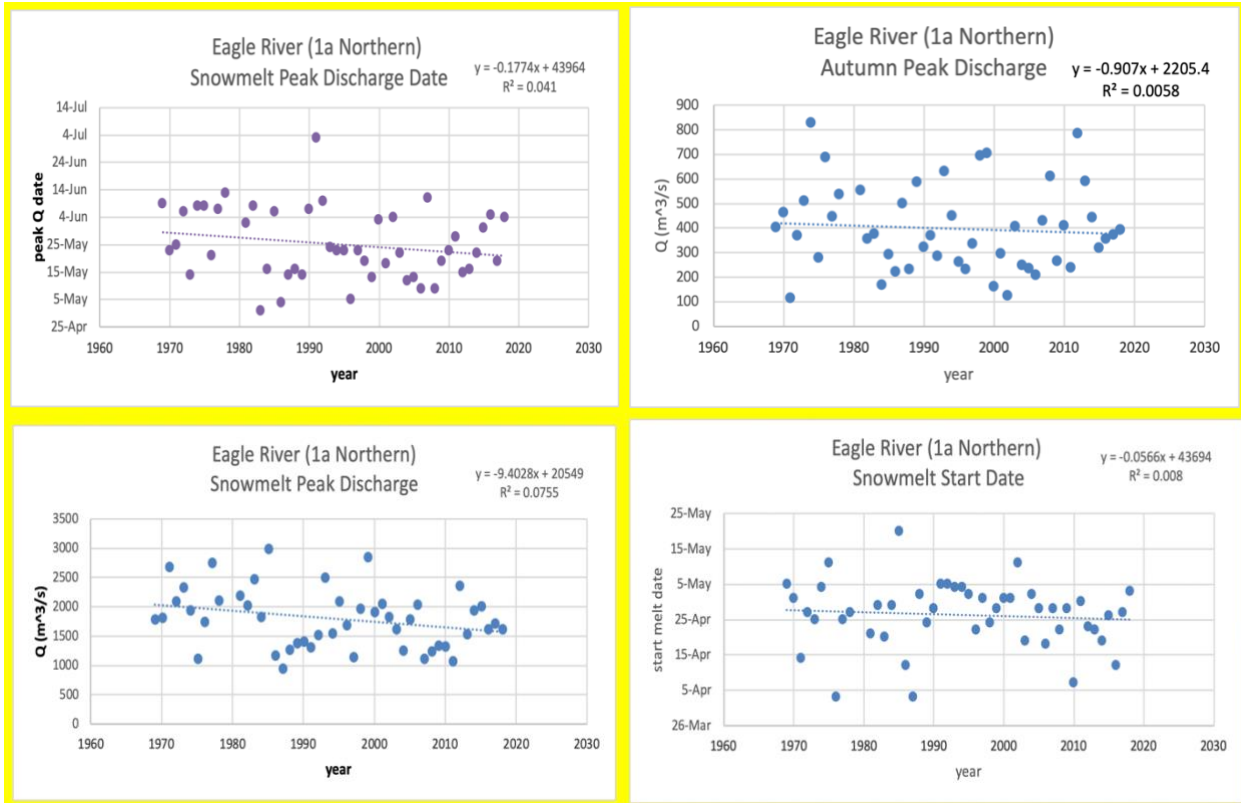 Eagle River (1a Northern)
Snowmelt Peak Discharge Date
y = -0.1774x + 43964
R² = 0.041
14-Jul
4-Jul
24-Jun
14-Jun
4-Jun
25-May
15-May
5-May
25-Apr
peak Q date
1960 1970 1980 1990 2000 2010 2020 2030
year
Eagle River (1a Northern)
Autumn Peak Discharge
y = -0.907x + 2205.4
R² = 0.0058
900
800
700
600
500
400
300
200
100
0
Q (m^3/s)
1960 1970 1980 1990 2000 2010 2020 2030
year
Eagle River (1a Northern)
Snowmelt Peak Discharge
y = -9.4028x + 20549
R² = 0.0755
3500
3000
2500
2000
1500
1000
500
0
Q (m^3/s)
1960 1970 1980 1990 2000 2010 2020 2030
year
Eagle River (1a Northern)
Snowmelt Start Date
y = -0.0566x + 43694
R² = 0.008
25-May
15-May
5-May
25-Apr
15-Apr
5-Apr
26-Mar
start melt date
1960 1970 1980 1990 2000 2010 2020 2030
year